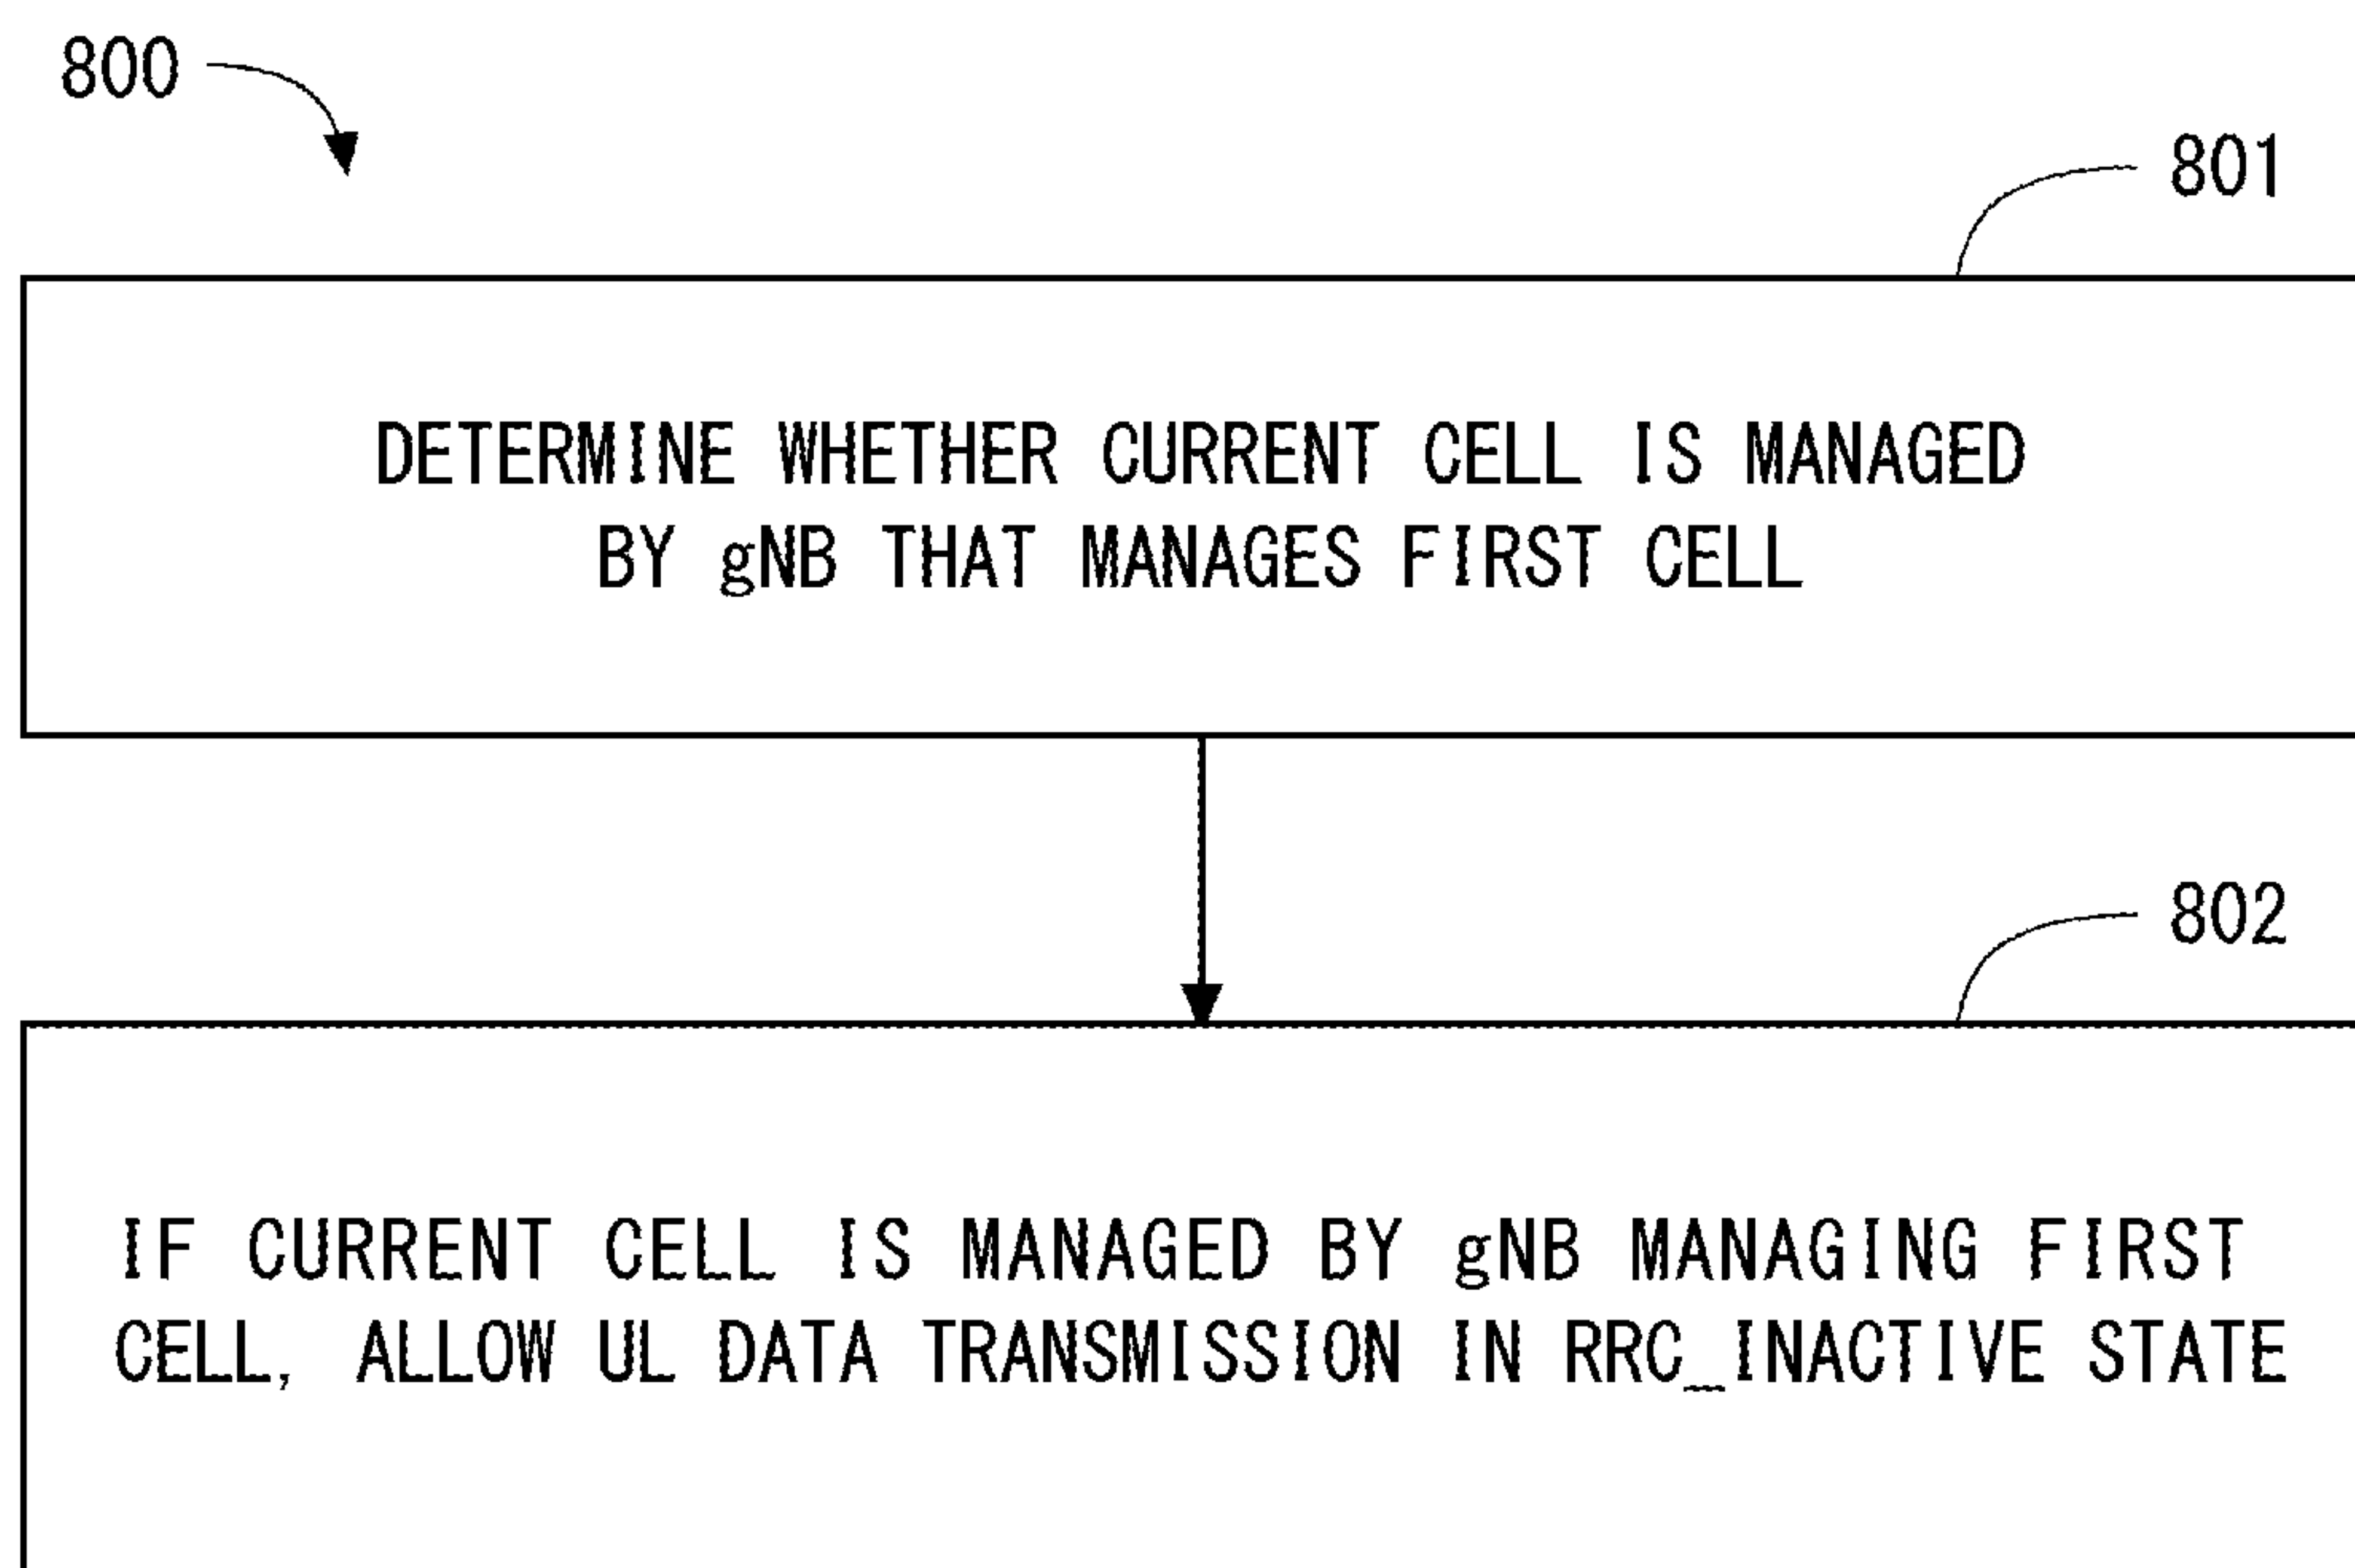 800
801
DETERMINE WHETHER CURRENT CELL IS MANAGED
BY gNB THAT MANAGES FIRST CELL
802
IF CURRENT CELL IS MANAGED BY gNB MANAGING FIRST
CELL, ALLOW UL DATA TRANSMISSION IN RRC_INACTIVE STATE